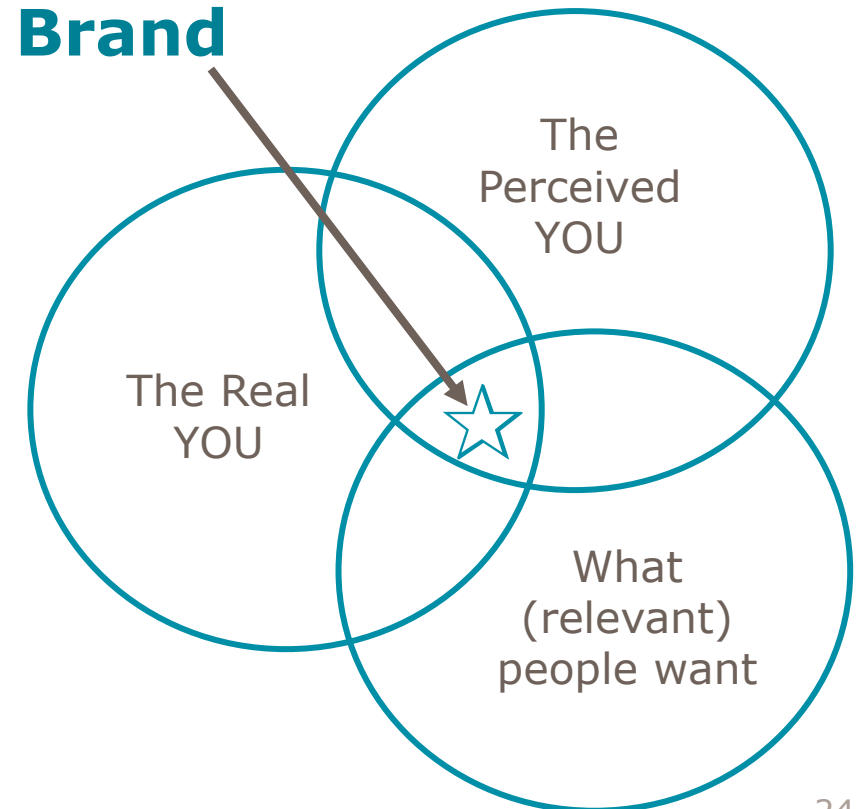 Brand
The
Perceived
YOU
The Real
YOU
What
(relevant)
people want